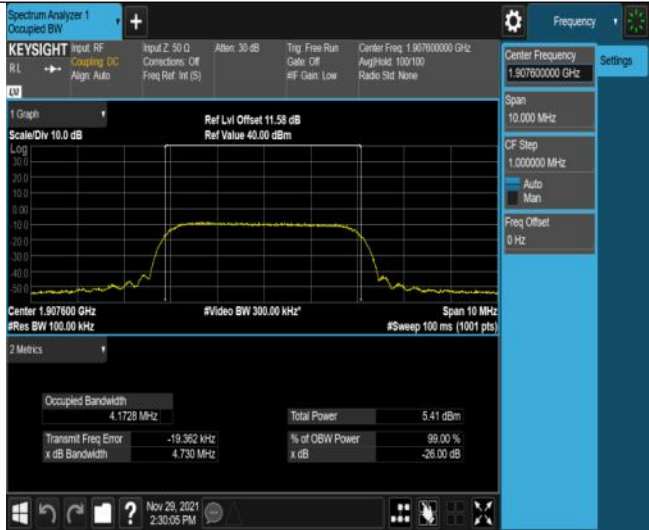 Spectrum Analyzer 1
Occupied BW
Frequency
KEYSIGHT
Input: RF
Input Z: 50 Ω
Atten: 30 dB
Trig: Free Run
Center Freq: 1.907600000 GHz
R L
Coupling: DC
Corrections: Off
Gate: Off
Avg|Hold: 100/100
Align: Auto
Freq Ref: Int (S)
#IF Gain: Low
Radio Std: None
LV
Center Frequency
1.907600000 GHz
Settings
Span
10.000 MHz
CF Step
1.000000 MHz
Auto
Man
Freq Offset
0 Hz
1 Graph
Ref Lvl Offset 11.58 dB
Scale/Div 10.0 dB
Ref Value 40.00 dBm
Log
30.0
20.0
10.0
0.00
-10.0
-20.0
-30.0
-40.0
-50.0
Center 1.907600 GHz
#Video BW 300.00 kHz*
Span 10 MHz
#Res BW 100.00 kHz
#Sweep 100 ms (1001 pts)
2 Metrics
Occupied Bandwidth
4.1728 MHz
Total Power
5.41 dBm
Transmit Freq Error
-19.362 kHz
% of OBW Power
99.00 %
x dB Bandwidth
4.730 MHz
x dB
-26.00 dB
?
Nov 29, 2021
2:30:05 PM